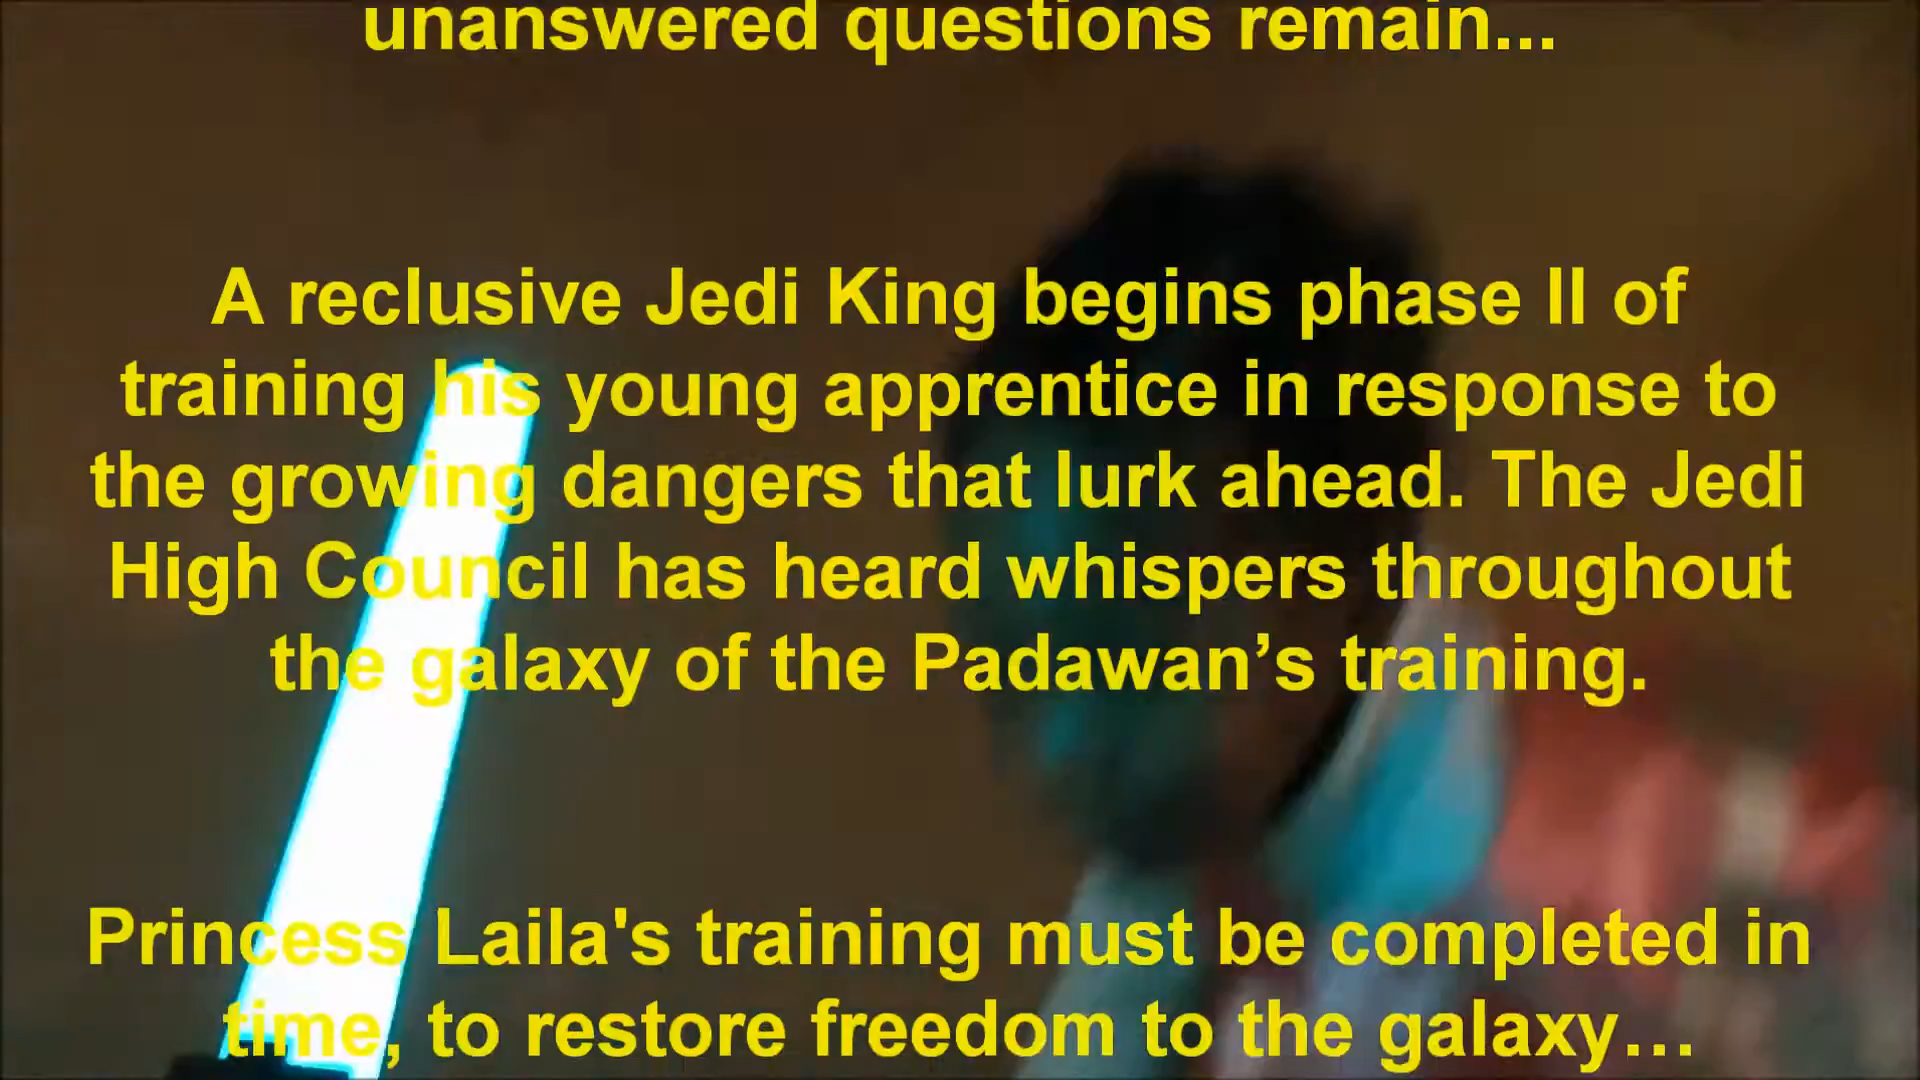 unanswered questions remain...
A reclusive Jedi King begins phase II of
training his young apprentice in response to
the growing dangers that lurk ahead. The Jedi
High Council has heard whispers throughout
the galaxy of the Padawan’s training.
Princess Laila's training must be completed in
time, to restore freedom to the galaxy…